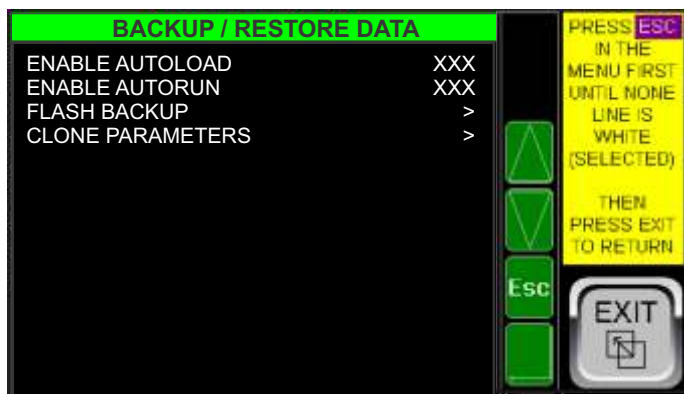 BACKUP / RESTORE DATA
ENABLE AUTOLOAD XXX
ENABLE AUTORUN XXX
FLASH BACKUP >
CLONE PARAMETERS >
Esc
PRESS ESC
IN THE
MENU FIRST
UNTIL NONE
LINE IS
WHITE
(SELECTED)
THEN
PRESS EXIT
TO RETURN
EXIT